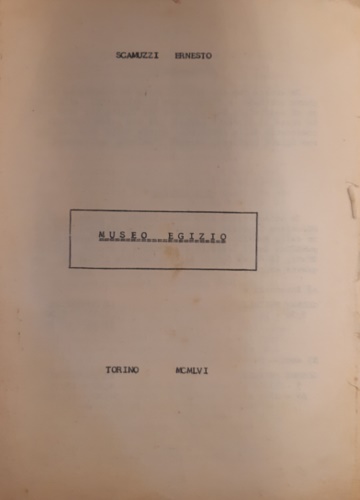 SCAMUZZI ERNESTO
MUSEO EGIZIO
TORINO MCMLVI